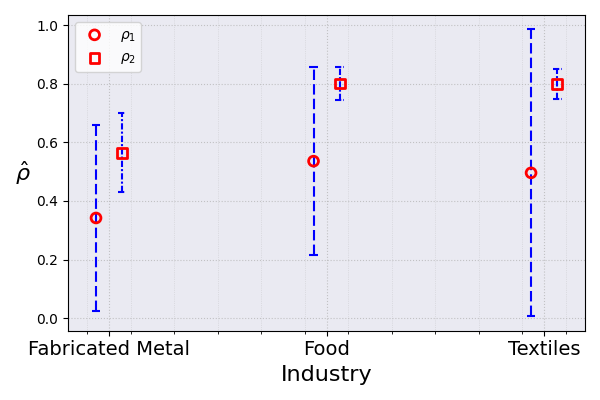 1.0
0.8
0.6
0.4
0.2
0.0
ρ̂
ρ₁
ρ₂
Fabricated Metal Food Textiles
Industry